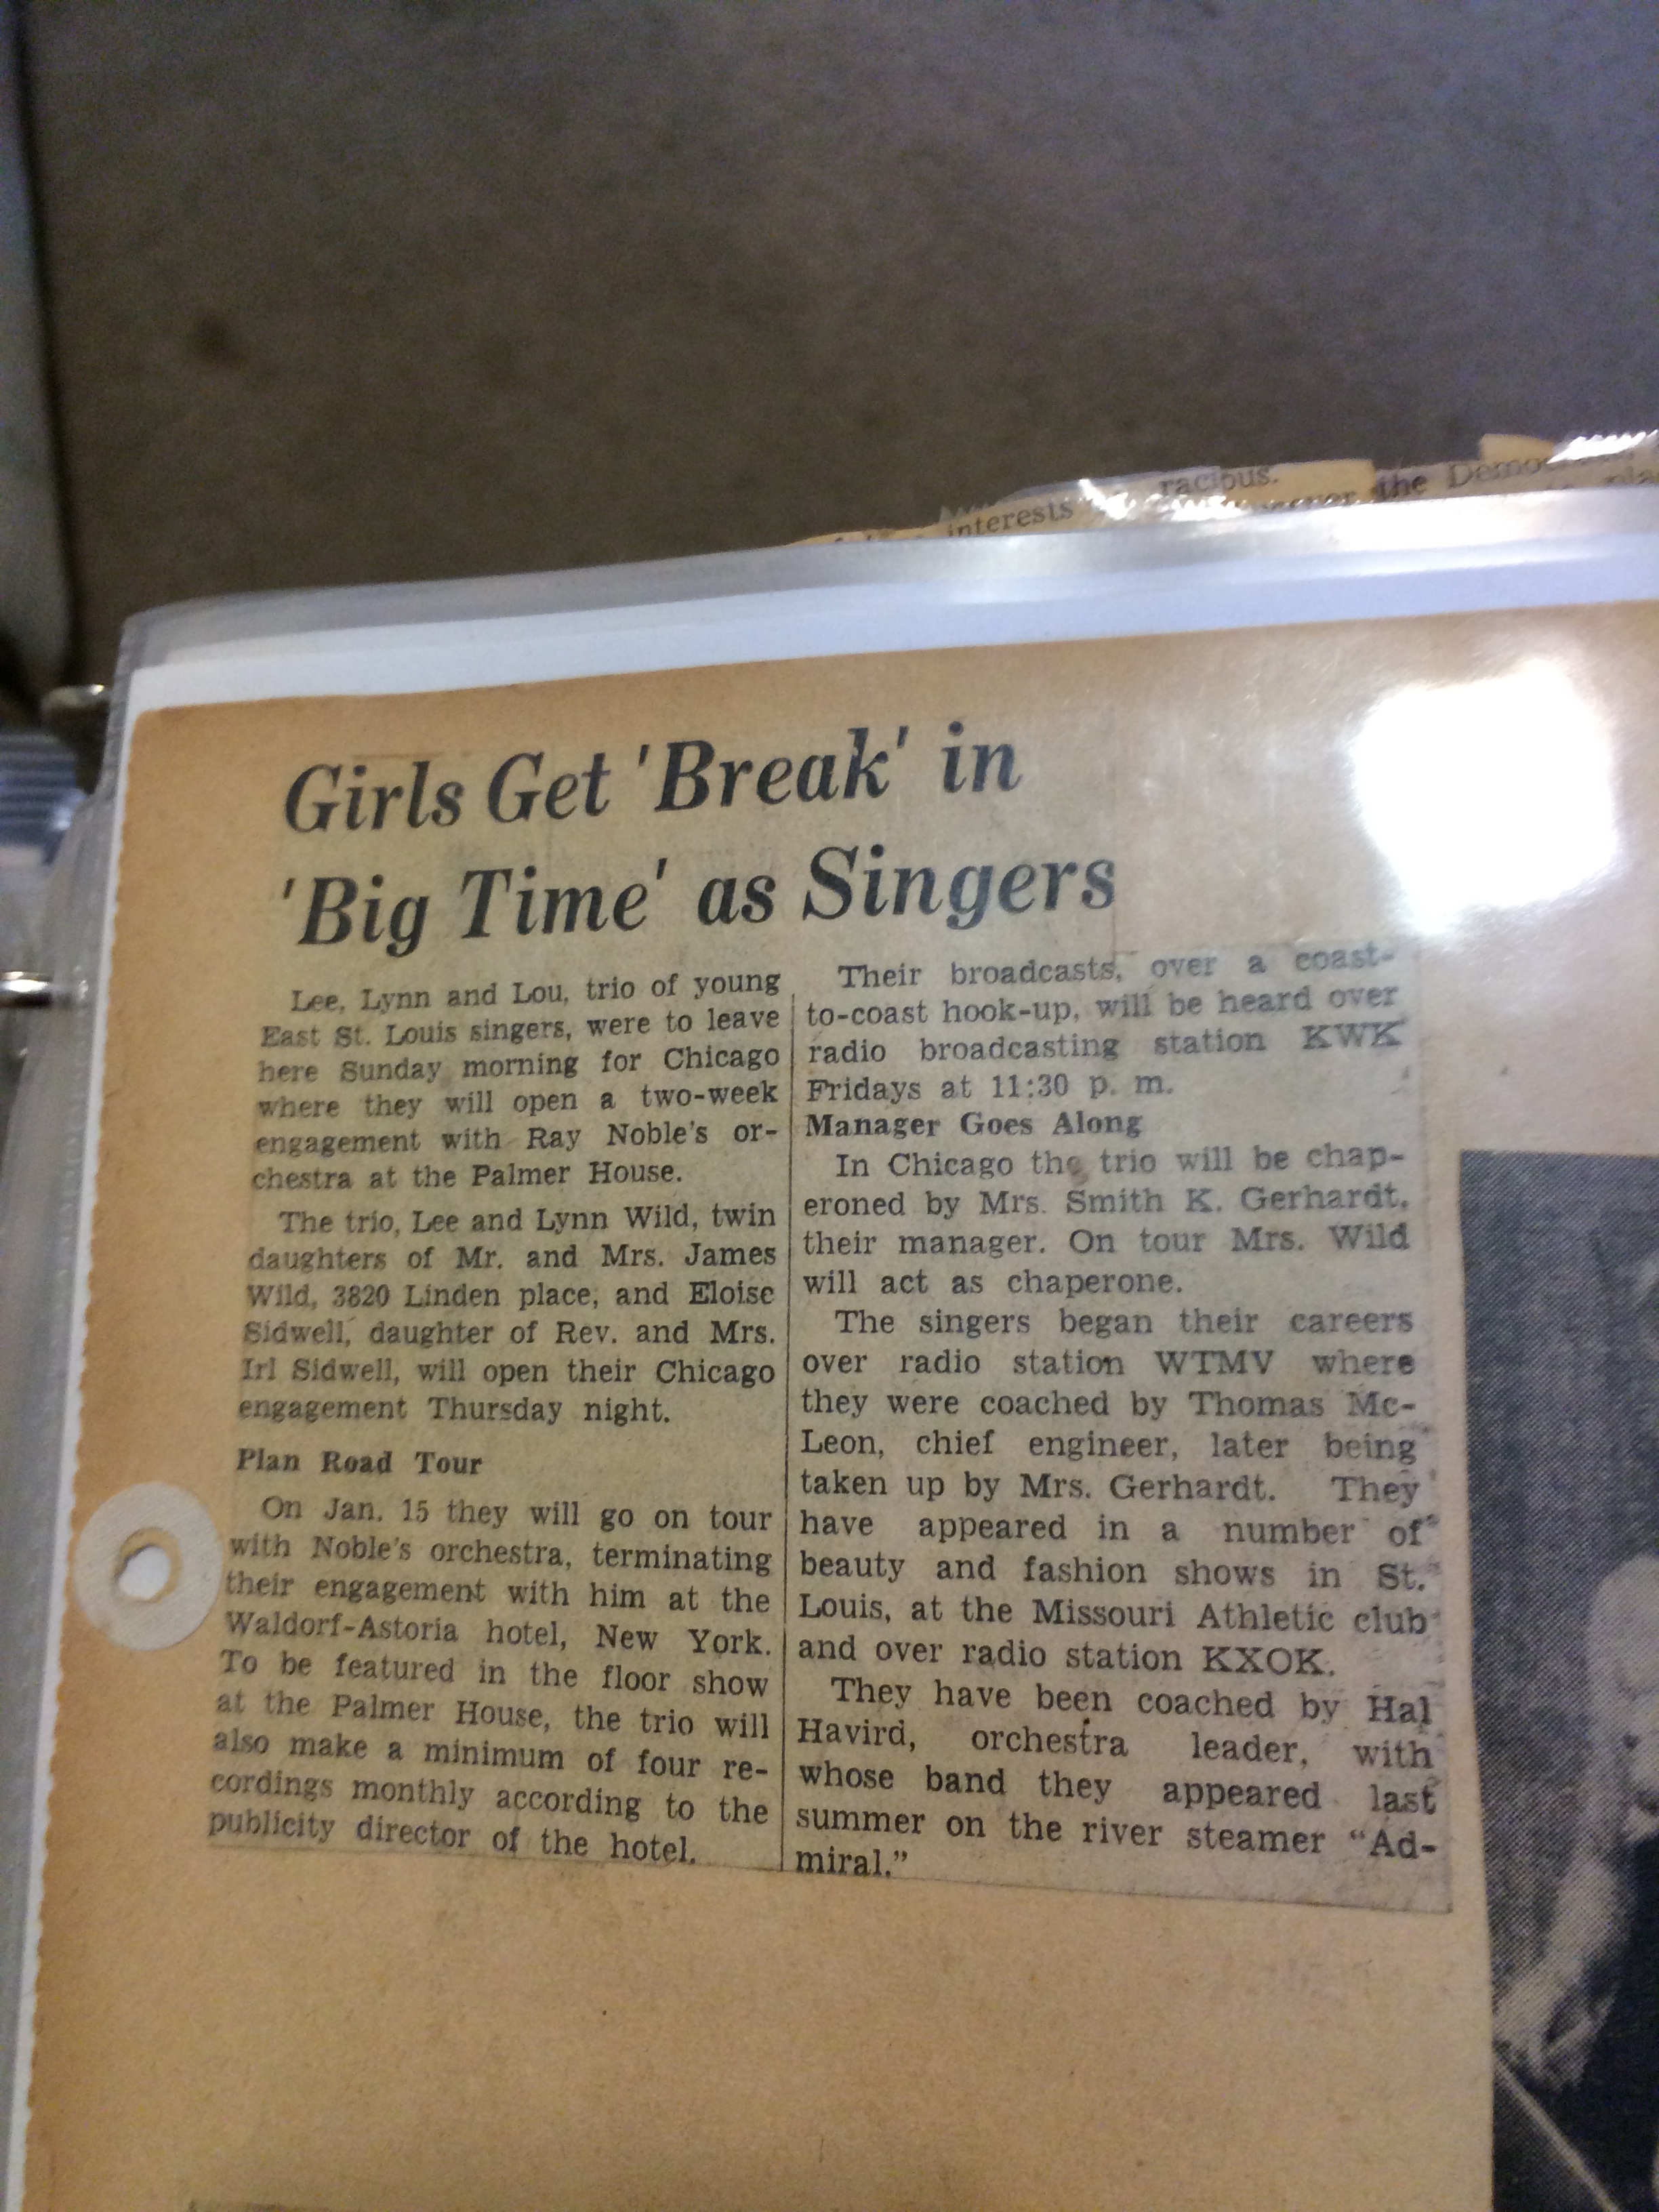 racious.
interests
the
Girls Get 'Break' in
'Big Time' as Singers
Lee, Lynn and Lou, trio of young
East St. Louis singers, were to leave
here Sunday morning for Chicago
where they will open a two-week
engagement with Ray Noble's or-
chestra at the Palmer House.
The trio, Lee and Lynn Wild, twin
daughters of Mr. and Mrs. James
Wild, 3820 Linden place, and Eloise
Sidwell, daughter of Rev. and Mrs.
Irl Sidwell, will open their Chicago
engagement Thursday night.
Plan Road Tour
On Jan. 15 they will go on tour
with Noble's orchestra, terminating
their engagement with him at the
Waldorf-Astoria hotel, New York.
To be featured in the floor show
at the Palmer House, the trio will
also make a minimum of four re-
cordings monthly according to the
publicity director of the hotel.
Their broadcasts, over a coast-
to-coast hook-up, will be heard over
radio broadcasting station KWK
Fridays at 11:30 p. m.
Manager Goes Along
In Chicago the trio will be chap-
eroned by Mrs. Smith K. Gerhardt,
their manager. On tour Mrs. Wild
will act as chaperone.
The singers began their careers
over radio station WTMV where
they were coached by Thomas Mc-
Leon, chief engineer, later being
taken up by Mrs. Gerhardt. They
have appeared in a number of
beauty and fashion shows in St.
Louis, at the Missouri Athletic club
and over radio station KXOK.
They have been coached by Hal
Havird, orchestra leader, with
whose band they appeared last
summer on the river steamer "Ad-
miral."